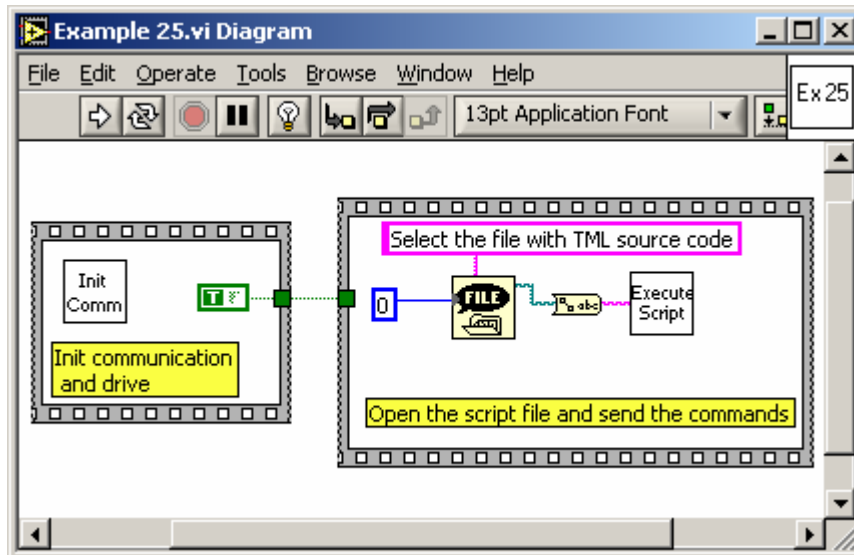 Example 25.vi Diagram
File Edit Operate Tools Browse Window Help
Ex 25
13pt Application Font
Select the file with TML source code
Init
Comm
T F
0
FILE
abc
Execute
Script
Init communication
and drive
Open the script file and send the commands